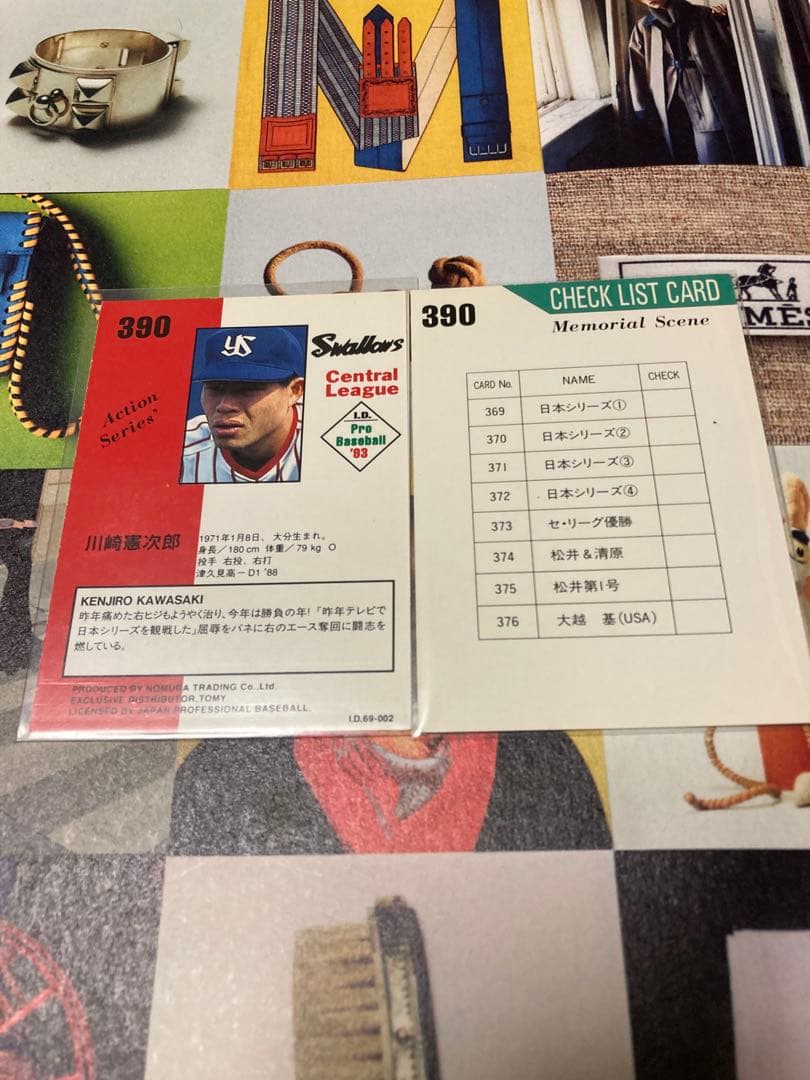 390
Swallows
Central
League
Action
Series'
I.D.
Pro
Baseball
'93
川崎憲次郎
1971年1月8日、大分生まれ。
身長／180cm 体重／79kg O
投手 右投、右打
津久見高－D1 '88
KENJIRO KAWASAKI
昨年痛めた右ヒジもようやく治り、今年は勝負の年!「昨年テレビで
日本シリーズを観戦した」屈辱をバネに右のエース奪回に闘志を
燃している。
PRODUCED BY NOMURA TRADING Co.,Ltd.
EXCLUSIVE DISTRIBUTOR,TOMY
LICENSED BY JAPAN PROFESSIONAL BASEBALL.
I.D.69-002
390
CHECK LIST CARD
Memorial Scene
CARD No. NAME CHECK
369 日本シリーズ①
370 日本シリーズ②
371 日本シリーズ③
372 日本シリーズ④
373 セ・リーグ優勝
374 松井＆清原
375 松井第1号
376 大越 基(USA)